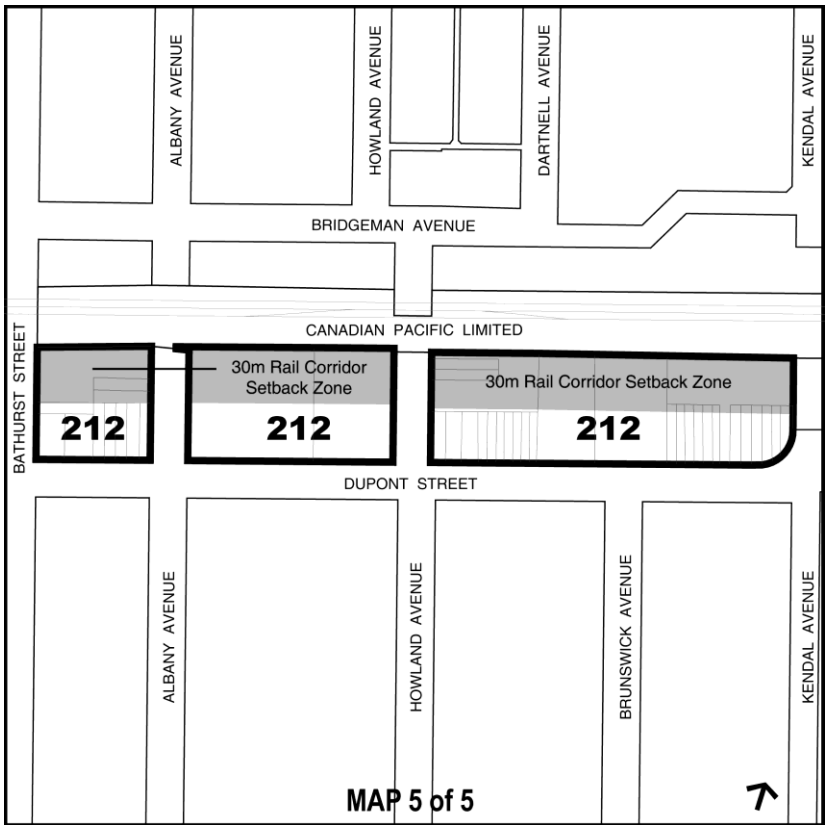 ALBANY AVENUE
HOWLAND AVENUE
DARTNELL AVENUE
KENDAL AVENUE
BRIDGEMAN AVENUE
CANADIAN PACIFIC LIMITED
BATHURST STREET
30m Rail Corridor
Setback Zone
30m Rail Corridor Setback Zone
212
212
212
DUPONT STREET
ALBANY AVENUE
HOWLAND AVENUE
BRUNSWICK AVENUE
KENDAL AVENUE
MAP 5 of 5